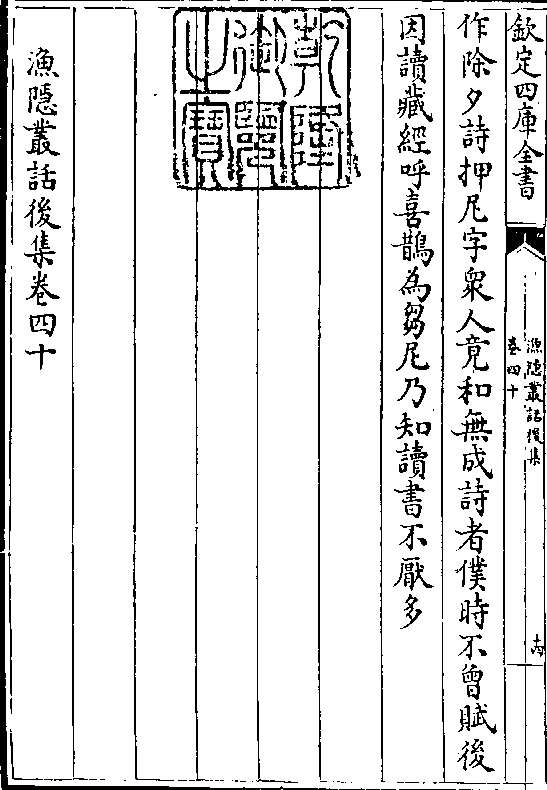 欽定四庫全書
漁隱叢話後集
卷四十
十六
作除夕詩押尼字衆人竟和無成詩者僕時不曾賦後
因讀藏經呼喜鵲為芻尼乃知讀書不厭多
乾隆
御覽
之寶
漁隱叢話後集卷四十